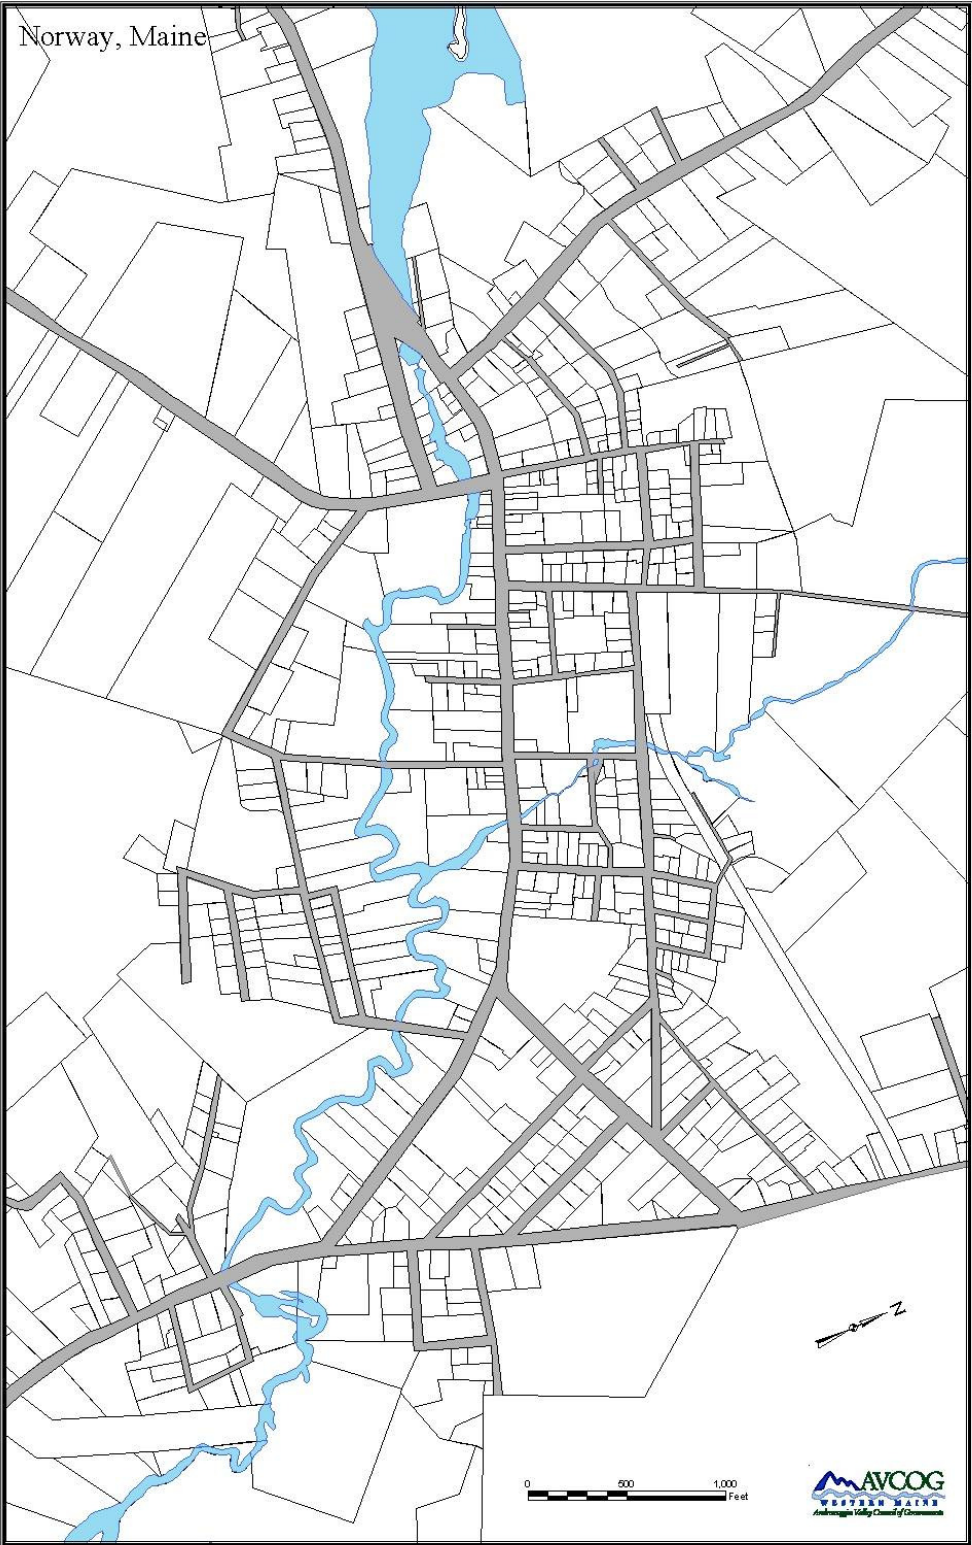 Norway, Maine
N
0 500 1,000
Feet
AVCOG
WESTERN MAINE
Androscoggin Valley Council of Governments